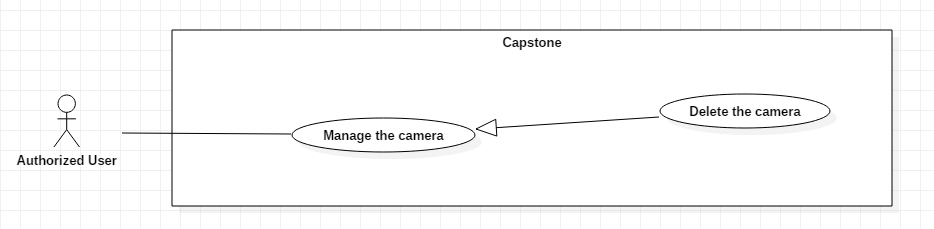 Capstone
Authorized User
Manage the camera
Delete the camera